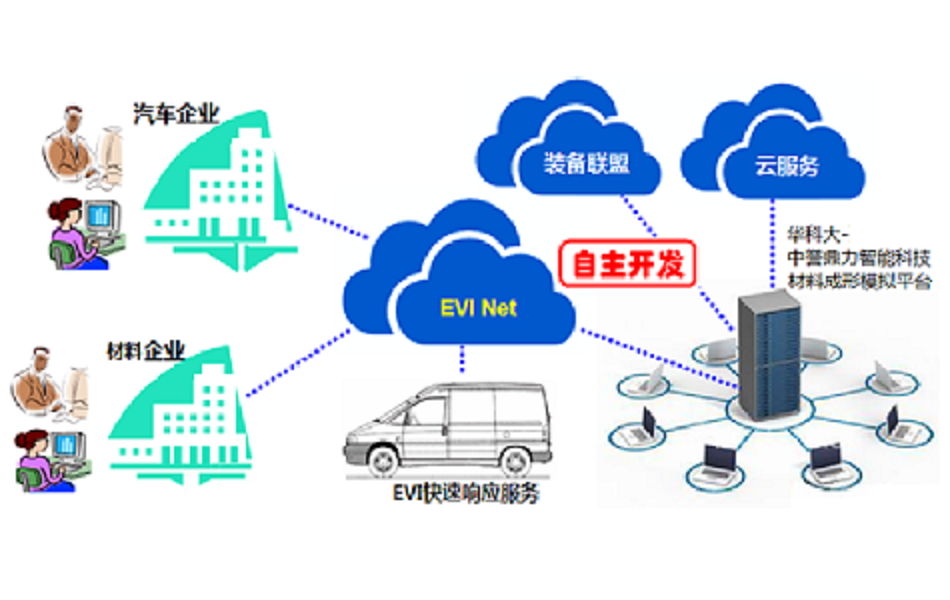 汽车企业
装备联盟
云服务
华科大-
中誉鼎力智能科技
材料成形模拟平台
自主开发
EVI Net
材料企业
EVI快速响应服务